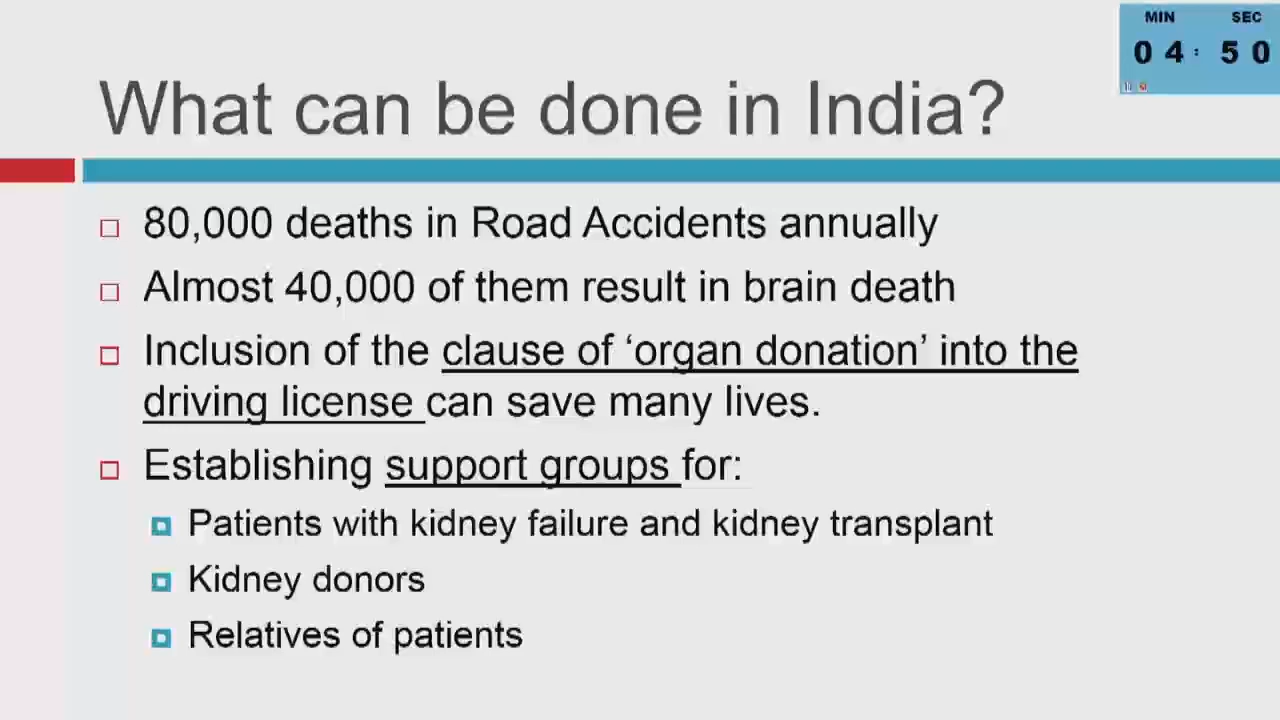 MIN SEC
04:50
What can be done in India?
80,000 deaths in Road Accidents annually
Almost 40,000 of them result in brain death
Inclusion of the clause of ‘organ donation’ into the
driving license can save many lives.
Establishing support groups for:
Patients with kidney failure and kidney transplant
Kidney donors
Relatives of patients